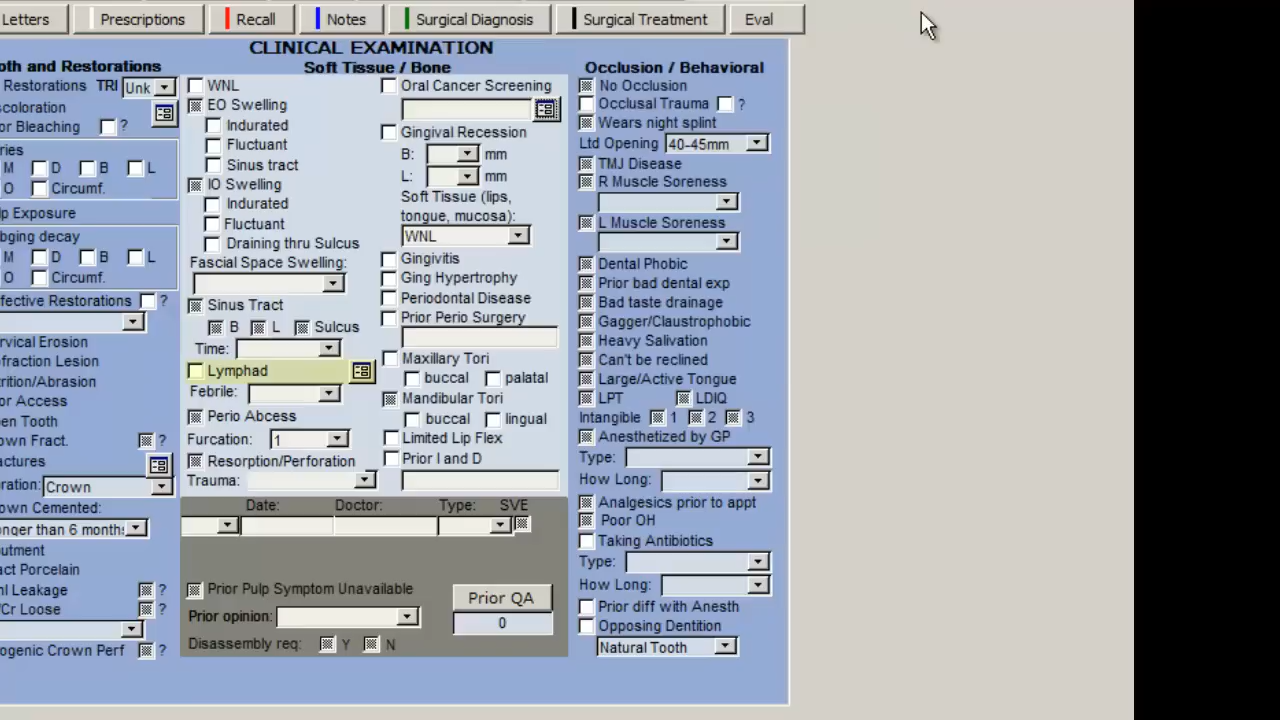 Letters Prescriptions Recall Notes Surgical Diagnosis Surgical Treatment Eval
CLINICAL EXAMINATION
oth and Restorations
Restorations TRI Unk
scoloration
or Bleaching ?
ries
M D B L
O Circumf.
lp Exposure
bging decay
M D B L
O Circumf.
fective Restorations ?
rvical Erosion
fraction Lesion
trition/Abrasion
or Access
en Tooth
own Fract. ?
actures
ration: Crown
own Cemented:
onger than 6 months
utment
act Porcelain
nl Leakage ?
/Cr Loose ?
ogenic Crown Perf ?
Soft Tissue / Bone
WNL
EO Swelling
Indurated
Fluctuant
Sinus tract
IO Swelling
Indurated
Fluctuant
Draining thru Sulcus
Fascial Space Swelling:
Sinus Tract
B L Sulcus
Time:
Lymphad
Febrile:
Perio Abcess
Furcation: 1
Resorption/Perforation
Trauma:
Oral Cancer Screening
Gingival Recession
B: mm
L: mm
Soft Tissue (lips,
tongue, mucosa):
WNL
Gingivitis
Ging Hypertrophy
Periodontal Disease
Prior Perio Surgery
Maxillary Tori
buccal palatal
Mandibular Tori
buccal lingual
Limited Lip Flex
Prior I and D
Date: Doctor: Type: SVE
Prior Pulp Symptom Unavailable
Prior opinion:
Disassembly req: Y N
Prior QA
0
Occlusion / Behavioral
No Occlusion
Occlusal Trauma ?
Wears night splint
Ltd Opening 40-45mm
TMJ Disease
R Muscle Soreness
L Muscle Soreness
Dental Phobic
Prior bad dental exp
Bad taste drainage
Gagger/Claustrophobic
Heavy Salivation
Can't be reclined
Large/Active Tongue
LPT LDIQ
Intangible 1 2 3
Anesthetized by GP
Type:
How Long:
Analgesics prior to appt
Poor OH
Taking Antibiotics
Type:
How Long:
Prior diff with Anesth
Opposing Dentition
Natural Tooth